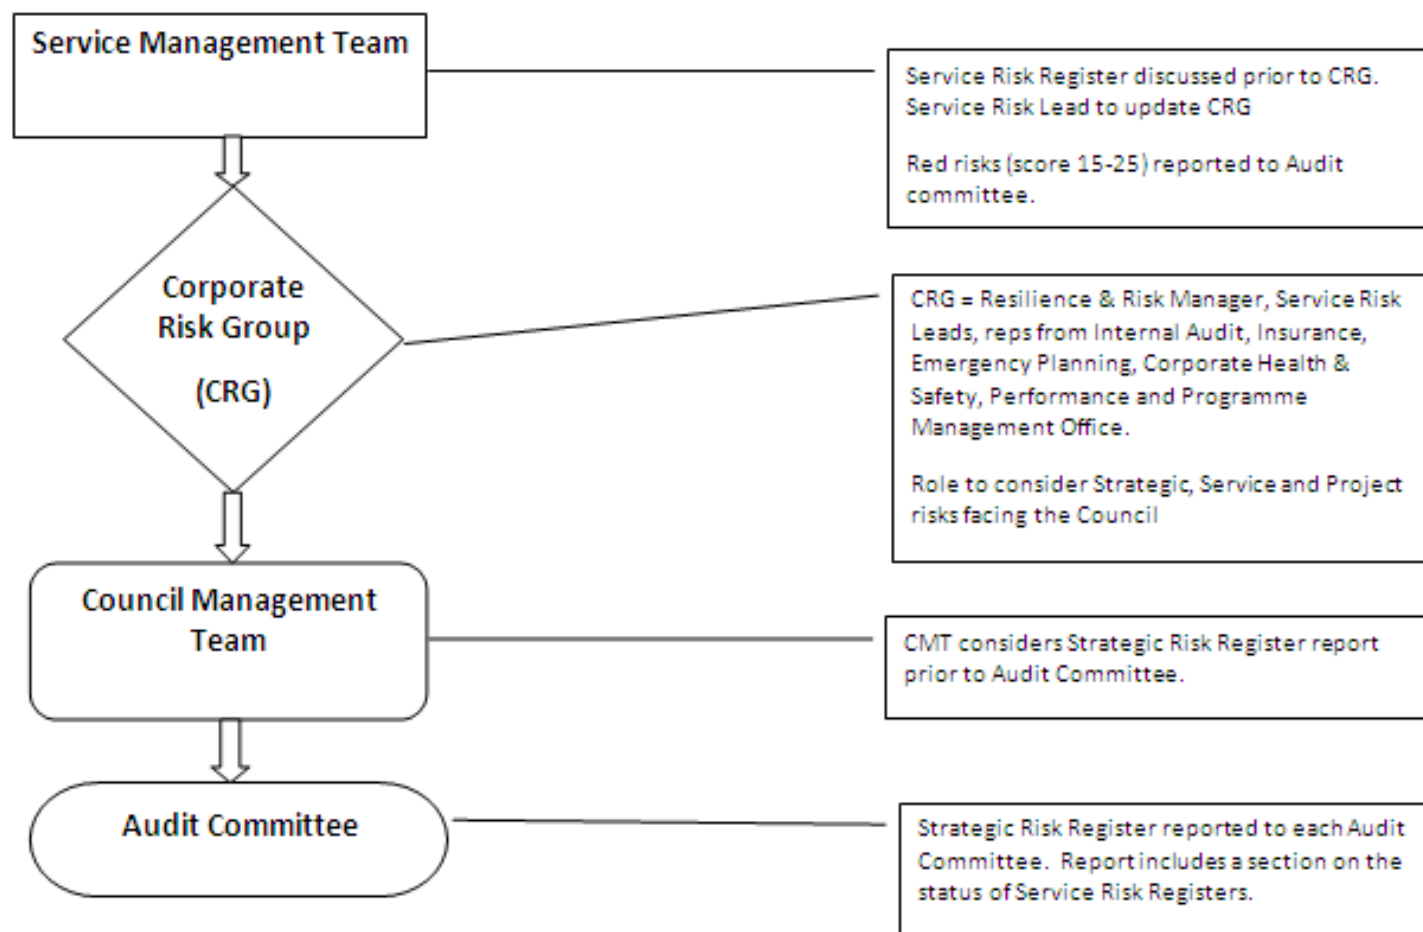 Service Management Team
Service Risk Register discussed prior to CRG.
Service Risk Lead to update CRG
Red risks (score 15-25) reported to Audit
committee.
Corporate
Risk Group
(CRG)
CRG = Resilience & Risk Manager, Service Risk
Leads, reps from Internal Audit, Insurance,
Emergency Planning, Corporate Health &
Safety, Performance and Programme
Management Office.
Role to consider Strategic, Service and Project
risks facing the Council
Council Management
Team
CMT considers Strategic Risk Register report
prior to Audit Committee.
Audit Committee
Strategic Risk Register reported to each Audit
Committee. Report includes a section on the
status of Service Risk Registers.